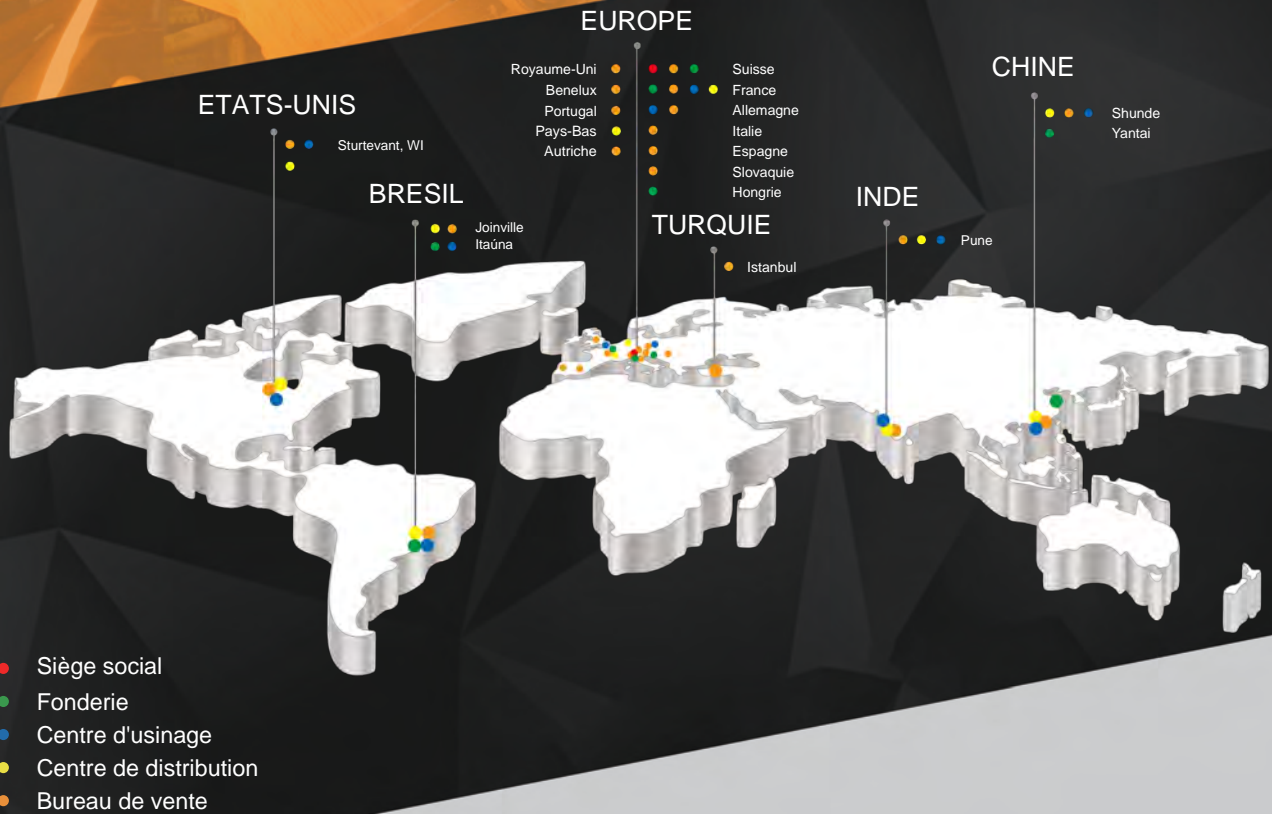 EUROPE
Royaume-Uni
Benelux
Portugal
Pays-Bas
Autriche
Suisse
France
Allemagne
Italie
Espagne
Slovaquie
Hongrie
CHINE
Shunde
Yantai
ETATS-UNIS
Sturtevant, WI
BRESIL
Joinville
Itaúna
TURQUIE
Istanbul
INDE
Pune
Siège social
Fonderie
Centre d'usinage
Centre de distribution
Bureau de vente